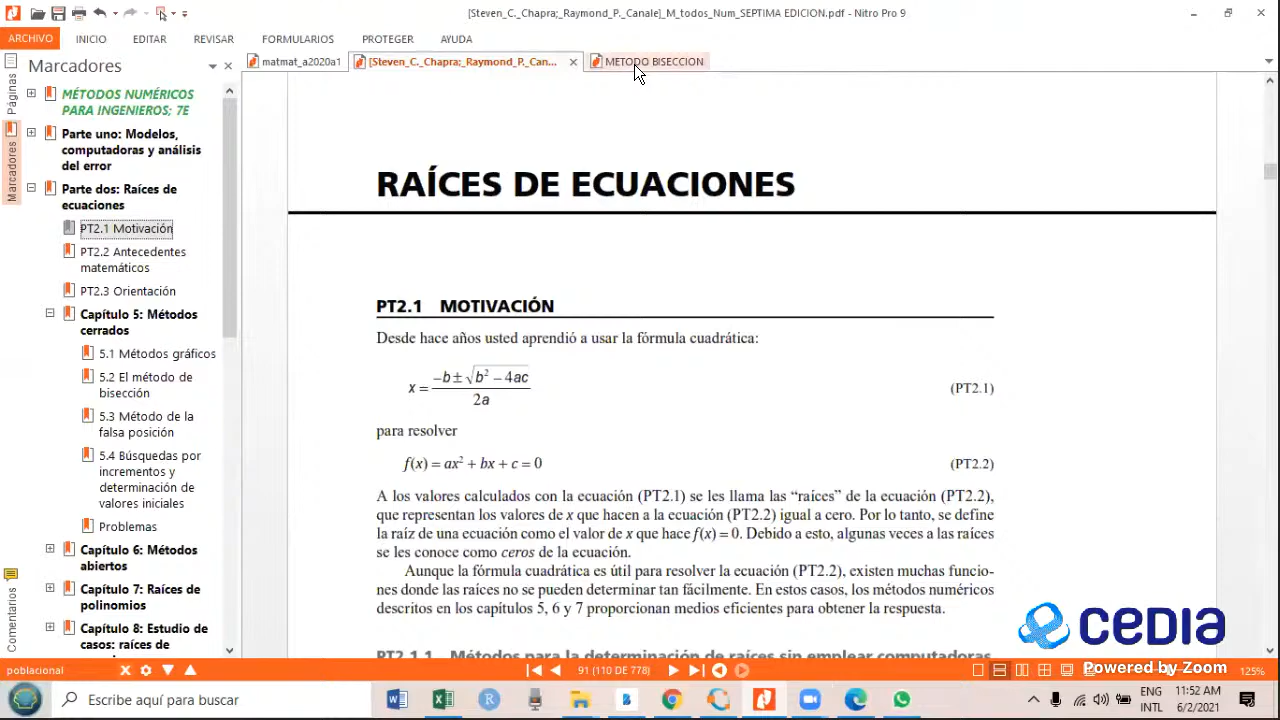 [Steven_C._Chapra;_Raymond_P._Canale]_M_todos_Num_SEPTIMA EDICION.pdf - Nitro Pro 9
ARCHIVO INICIO EDITAR REVISAR FORMULARIOS PROTEGER AYUDA
matmat_a2020a1 [Steven_C._Chapra;_Raymond_P._Can... METODO BISECCION
Páginas
Marcadores
Comentarios
Marcadores
MÉTODOS NUMÉRICOS
PARA INGENIEROS; 7E
Parte uno: Modelos,
computadoras y análisis
del error
Parte dos: Raíces de
ecuaciones
PT2.1 Motivación
PT2.2 Antecedentes
matemáticos
PT2.3 Orientación
Capítulo 5: Métodos
cerrados
5.1 Métodos gráficos
5.2 El método de
bisección
5.3 Método de la
falsa posición
5.4 Búsquedas por
incrementos y
determinación de
valores iniciales
Problemas
Capítulo 6: Métodos
abiertos
Capítulo 7: Raíces de
polinomios
Capítulo 8: Estudio de
casos: raíces de
RAÍCES DE ECUACIONES
PT2.1 MOTIVACIÓN
Desde hace años usted aprendió a usar la fórmula cuadrática:
x = (−b ± √(b² − 4ac)) / 2a (PT2.1)
para resolver
f(x) = ax² + bx + c = 0 (PT2.2)
A los valores calculados con la ecuación (PT2.1) se les llama las “raíces” de la ecuación (PT2.2),
que representan los valores de x que hacen a la ecuación (PT2.2) igual a cero. Por lo tanto, se define
la raíz de una ecuación como el valor de x que hace f(x) = 0. Debido a esto, algunas veces a las raíces
se les conoce como ceros de la ecuación.
Aunque la fórmula cuadrática es útil para resolver la ecuación (PT2.2), existen muchas funcio-
nes donde las raíces no se pueden determinar tan fácilmente. En estos casos, los métodos numéricos
descritos en los capítulos 5, 6 y 7 proporcionan medios eficientes para obtener la respuesta.
PT2.1.1 Métodos para la determinación de raíces sin emplear computadoras
cedia
Powered by Zoom
poblacional
91 (110 DE 778)
125%
Escribe aquí para buscar
ENG
INTL
11:52 AM
6/2/2021